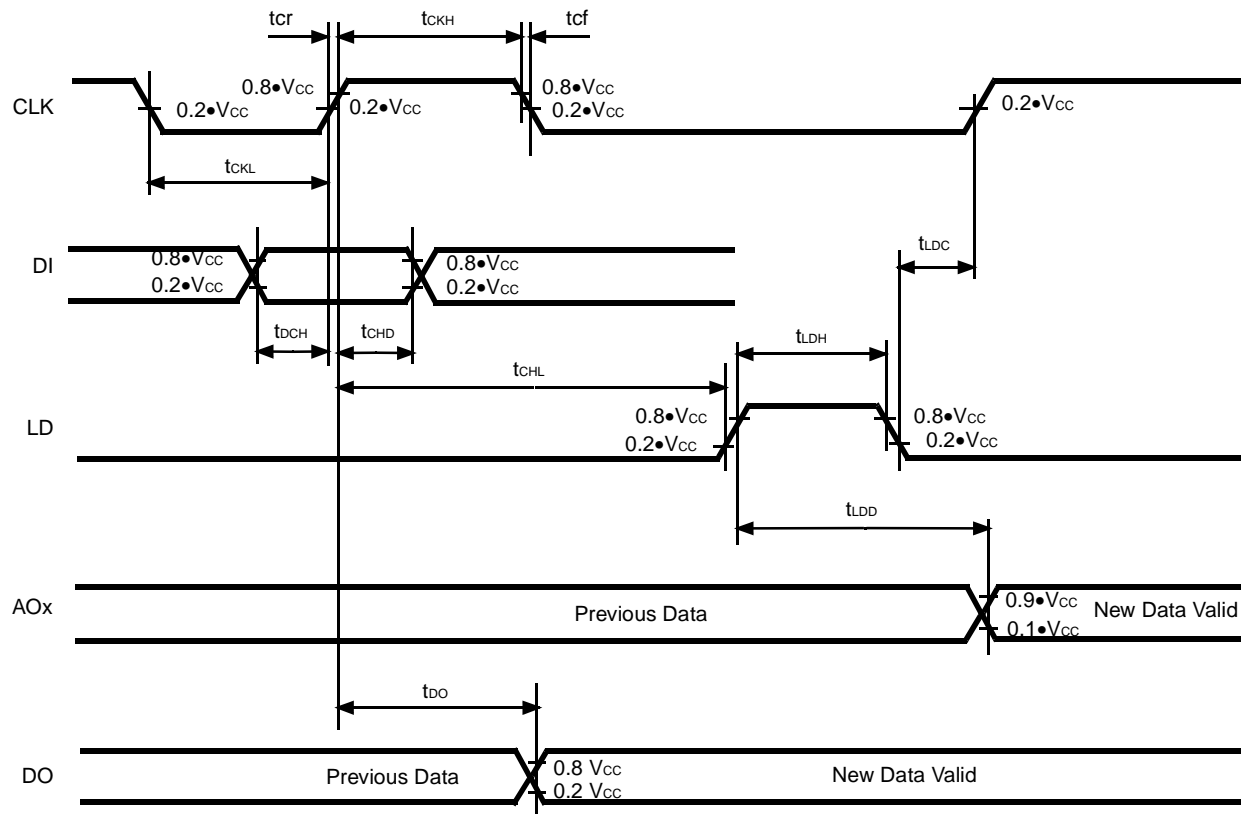 tcr tCKH tcf
CLK 0.2•Vcc 0.8•Vcc 0.2•Vcc 0.8•Vcc 0.2•Vcc 0.2•Vcc
tCKL
DI 0.8•Vcc 0.2•Vcc 0.8•Vcc 0.2•Vcc
tLDC
tDCH tCHD
tLDH
tCHL
LD 0.8•Vcc 0.2•Vcc 0.8•Vcc 0.2•Vcc
tLDD
AOx Previous Data 0.9•Vcc 0.1•Vcc New Data Valid
tDO
DO Previous Data 0.8 Vcc 0.2 Vcc New Data Valid